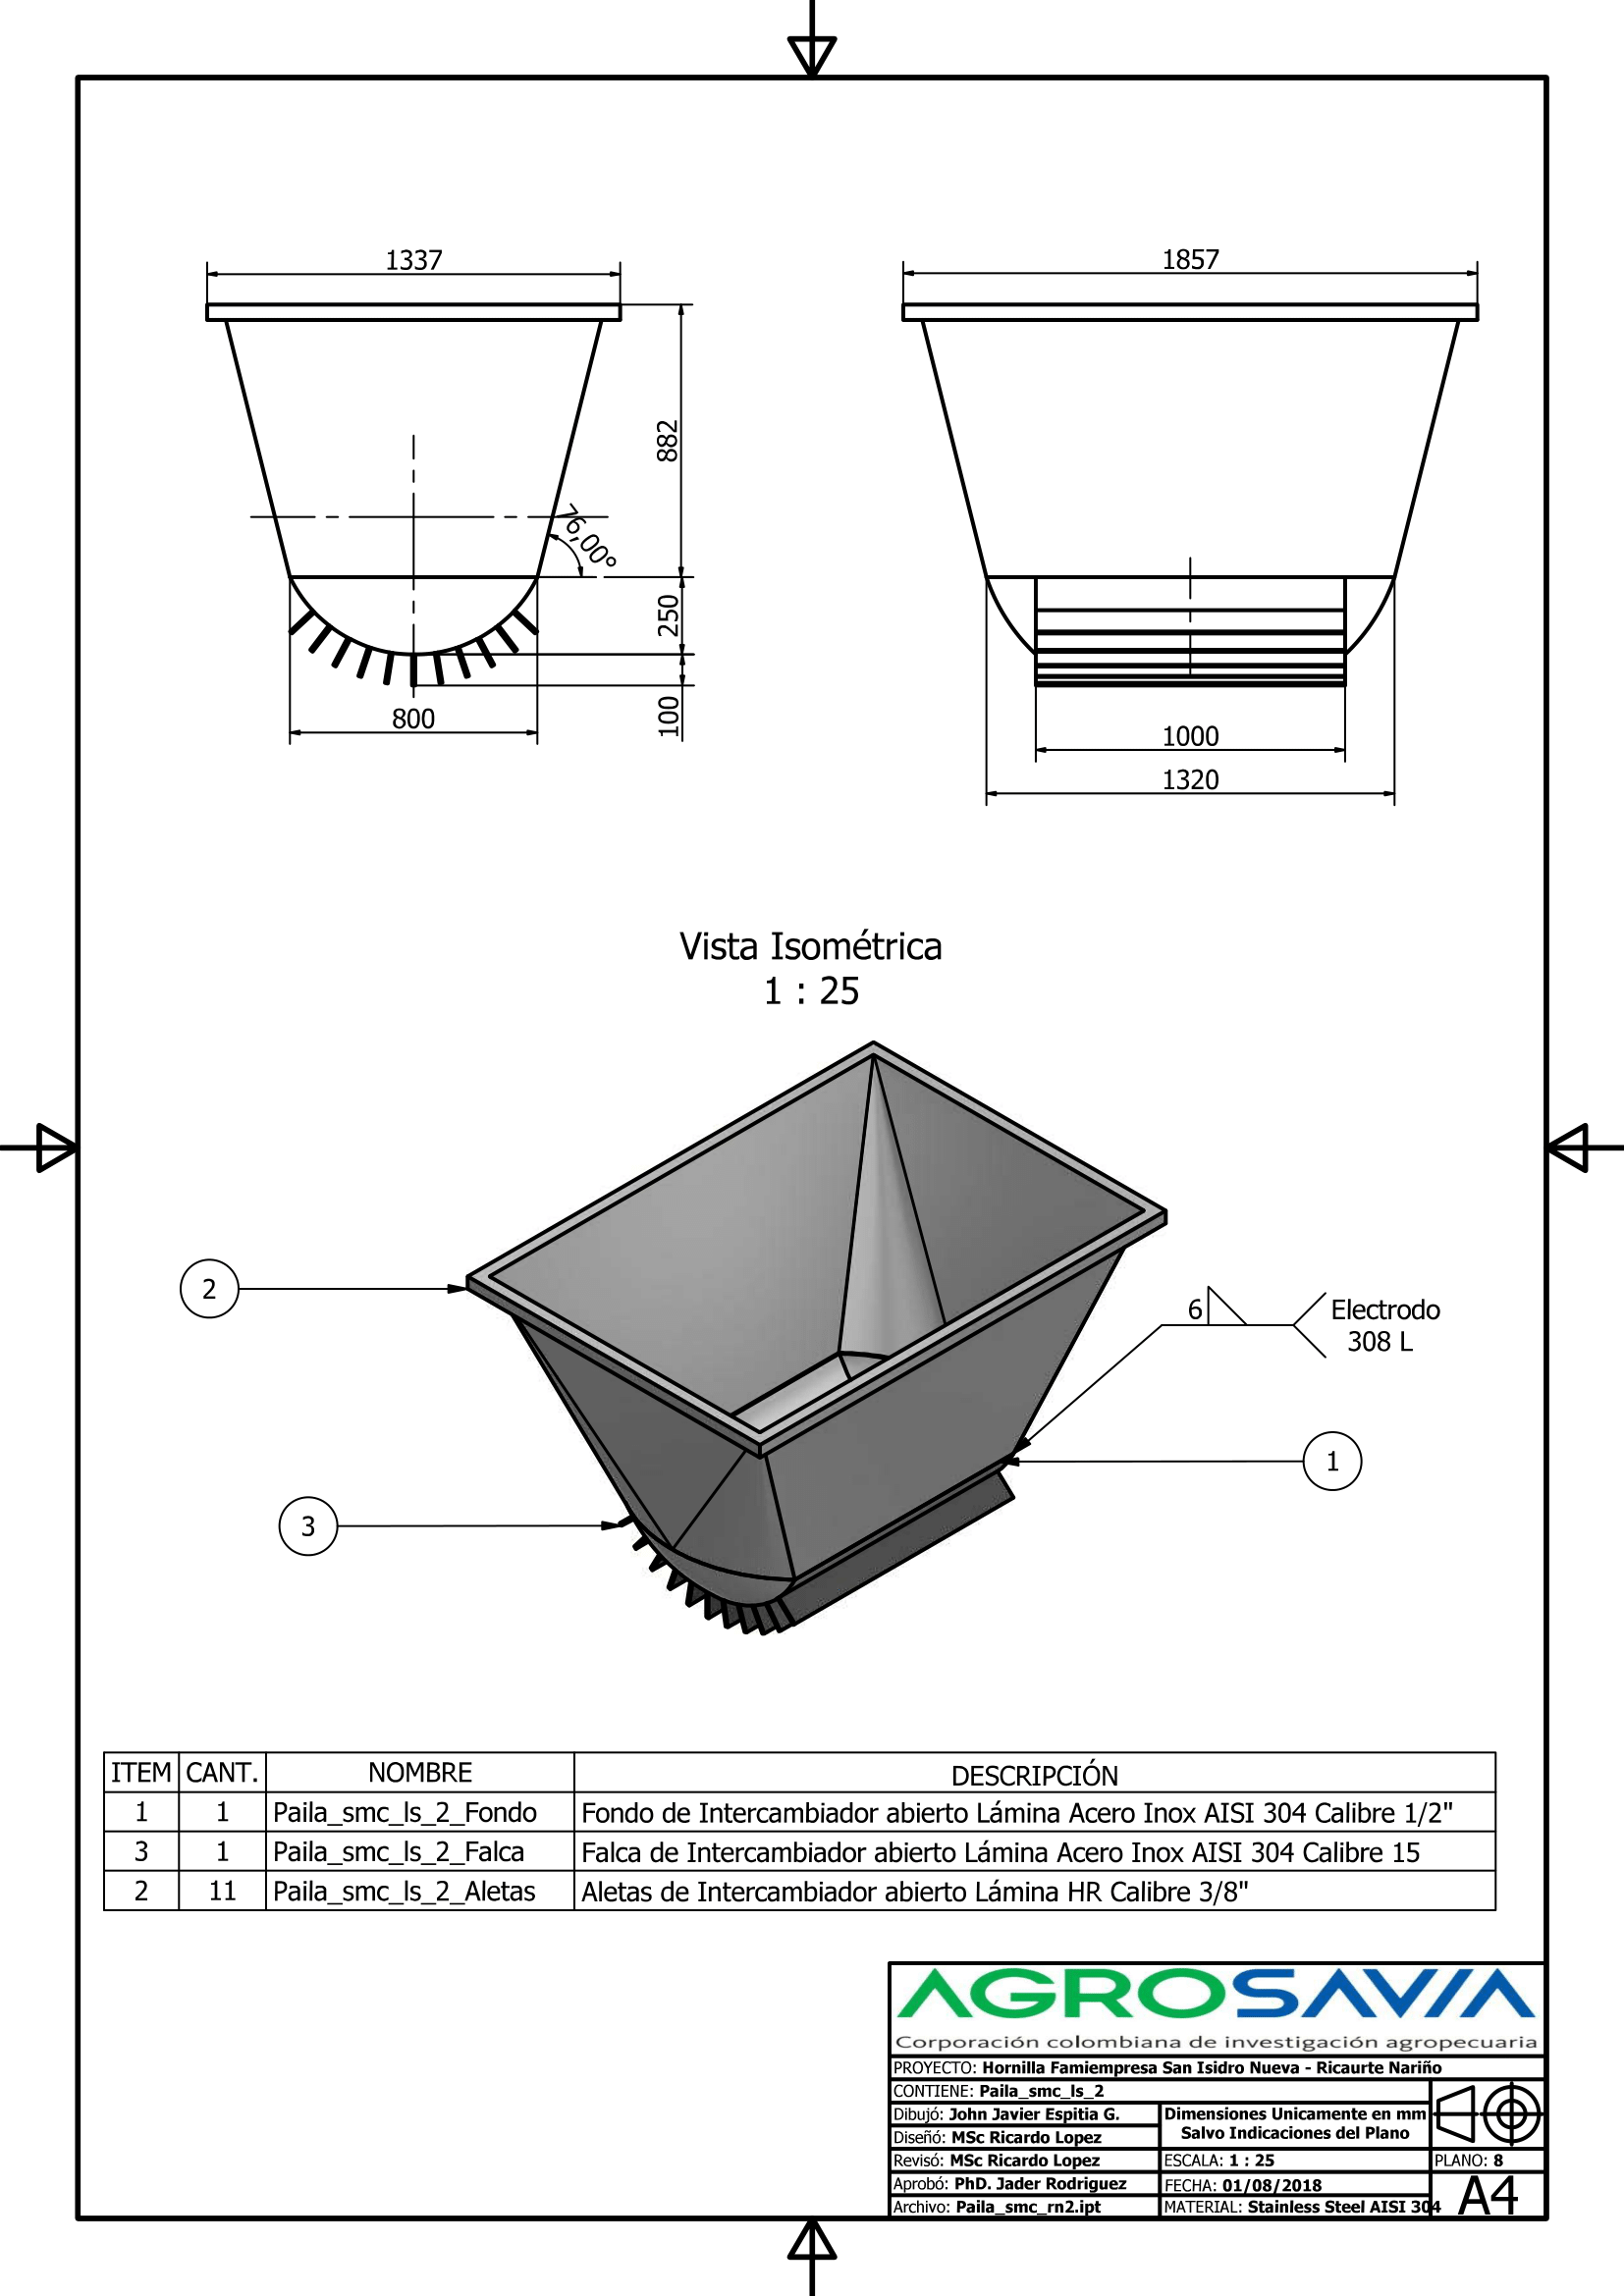 1337
1857
882
76,00°
250
100
800
1000
1320
Vista Isométrica
1 : 25
2
6
Electrodo
308 L
1
3
ITEM CANT. NOMBRE DESCRIPCIÓN
1 1 Paila_smc_ls_2_Fondo Fondo de Intercambiador abierto Lámina Acero Inox AISI 304 Calibre 1/2"
3 1 Paila_smc_ls_2_Falca Falca de Intercambiador abierto Lámina Acero Inox AISI 304 Calibre 15
2 11 Paila_smc_ls_2_Aletas Aletas de Intercambiador abierto Lámina HR Calibre 3/8"
AGROSAVIA
Corporación colombiana de investigación agropecuaria
PROYECTO: Hornilla Famiempresa San Isidro Nueva - Ricaurte Nariño
CONTIENE: Paila_smc_ls_2
Dibujó: John Javier Espitia G.
Dimensiones Unicamente en mm
Salvo Indicaciones del Plano
Diseñó: MSc Ricardo Lopez
Revisó: MSc Ricardo Lopez
ESCALA: 1 : 25
PLANO: 8
Aprobó: PhD. Jader Rodriguez
FECHA: 01/08/2018
A4
Archivo: Paila_smc_rn2.ipt
MATERIAL: Stainless Steel AISI 304